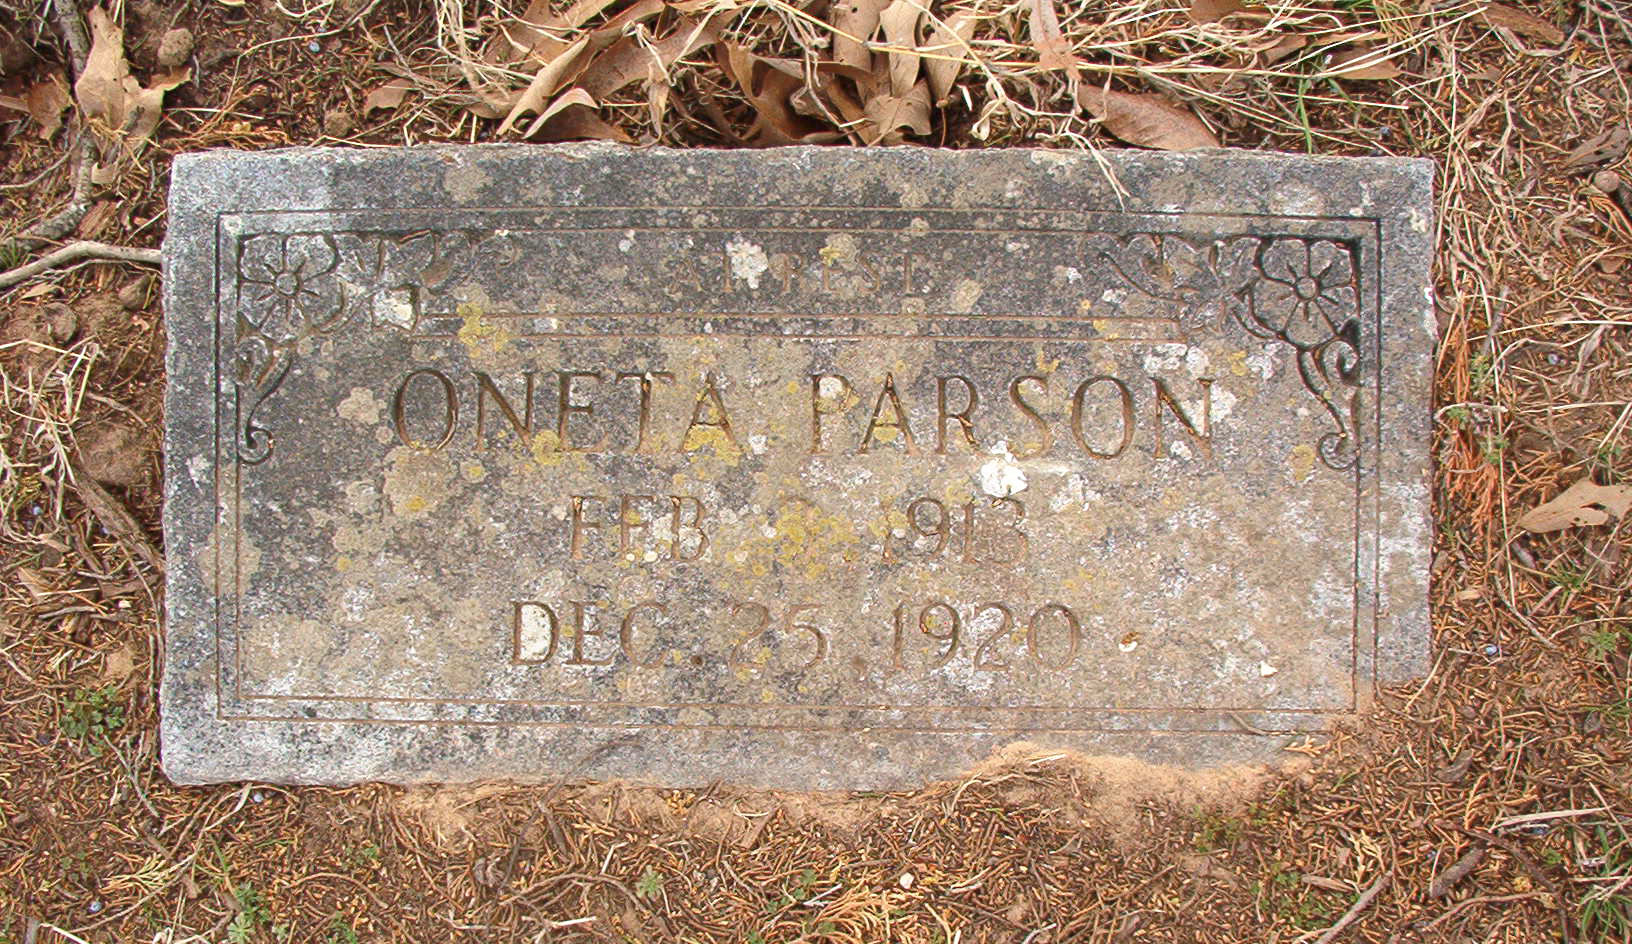 AT REST
ONETA PARSON
FEB 1913
DEC. 25, 1920